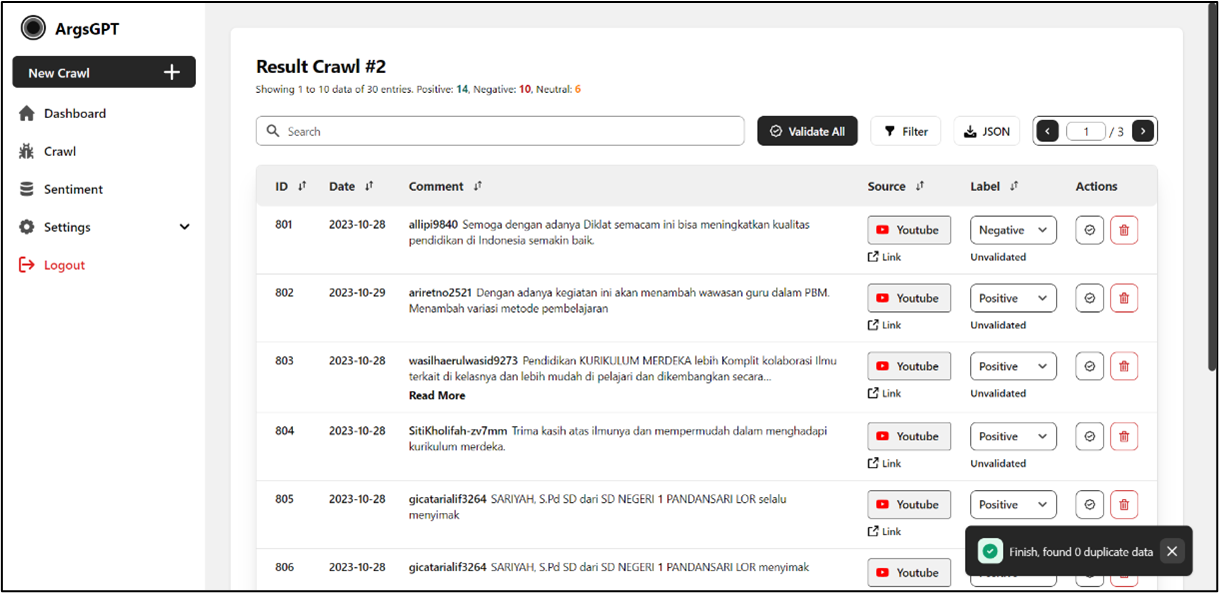 ArgsGPT
New Crawl
Dashboard
Crawl
Sentiment
Settings
Logout
Result Crawl #2
Showing 1 to 10 data of 30 entries. Positive: 14, Negative: 10, Neutral: 6
Search
Validate All
Filter
JSON
1 / 3
ID Date Comment Source Label Actions
801 2023-10-28 allipi9840 Semoga dengan adanya Diklat semacam ini bisa meningkatkan kualitas Youtube Negative
pendidikan di Indonesia semakin baik.
Link Unvalidated
802 2023-10-29 ariretno2521 Dengan adanya kegiatan ini akan menambah wawasan guru dalam PBM. Youtube Positive
Menambah variasi metode pembelajaran
Link Unvalidated
803 2023-10-28 wasilhaerulwasid9273 Pendidikan KURIKULUM MERDEKA lebih Komplit kolaborasi Ilmu Youtube Positive
terkait di kelasnya dan lebih mudah di pelajari dan dikembangkan secara...
Read More
Link Unvalidated
804 2023-10-28 SitiKholifah-zv7mm Trima kasih atas ilmunya dan mempermudah dalam menghadapi Youtube Positive
kurikulum merdeka.
Link Unvalidated
805 2023-10-28 gicatarialif3264 SARIYAH, S.Pd SD dari SD NEGERI 1 PANDANSARI LOR selalu Youtube Positive
menyimak
Link
806 2023-10-28 gicatarialif3264 SARIYAH, S.Pd SD dari SD NEGERI 1 PANDANSARI LOR menyimak Youtube
Finish, found 0 duplicate data